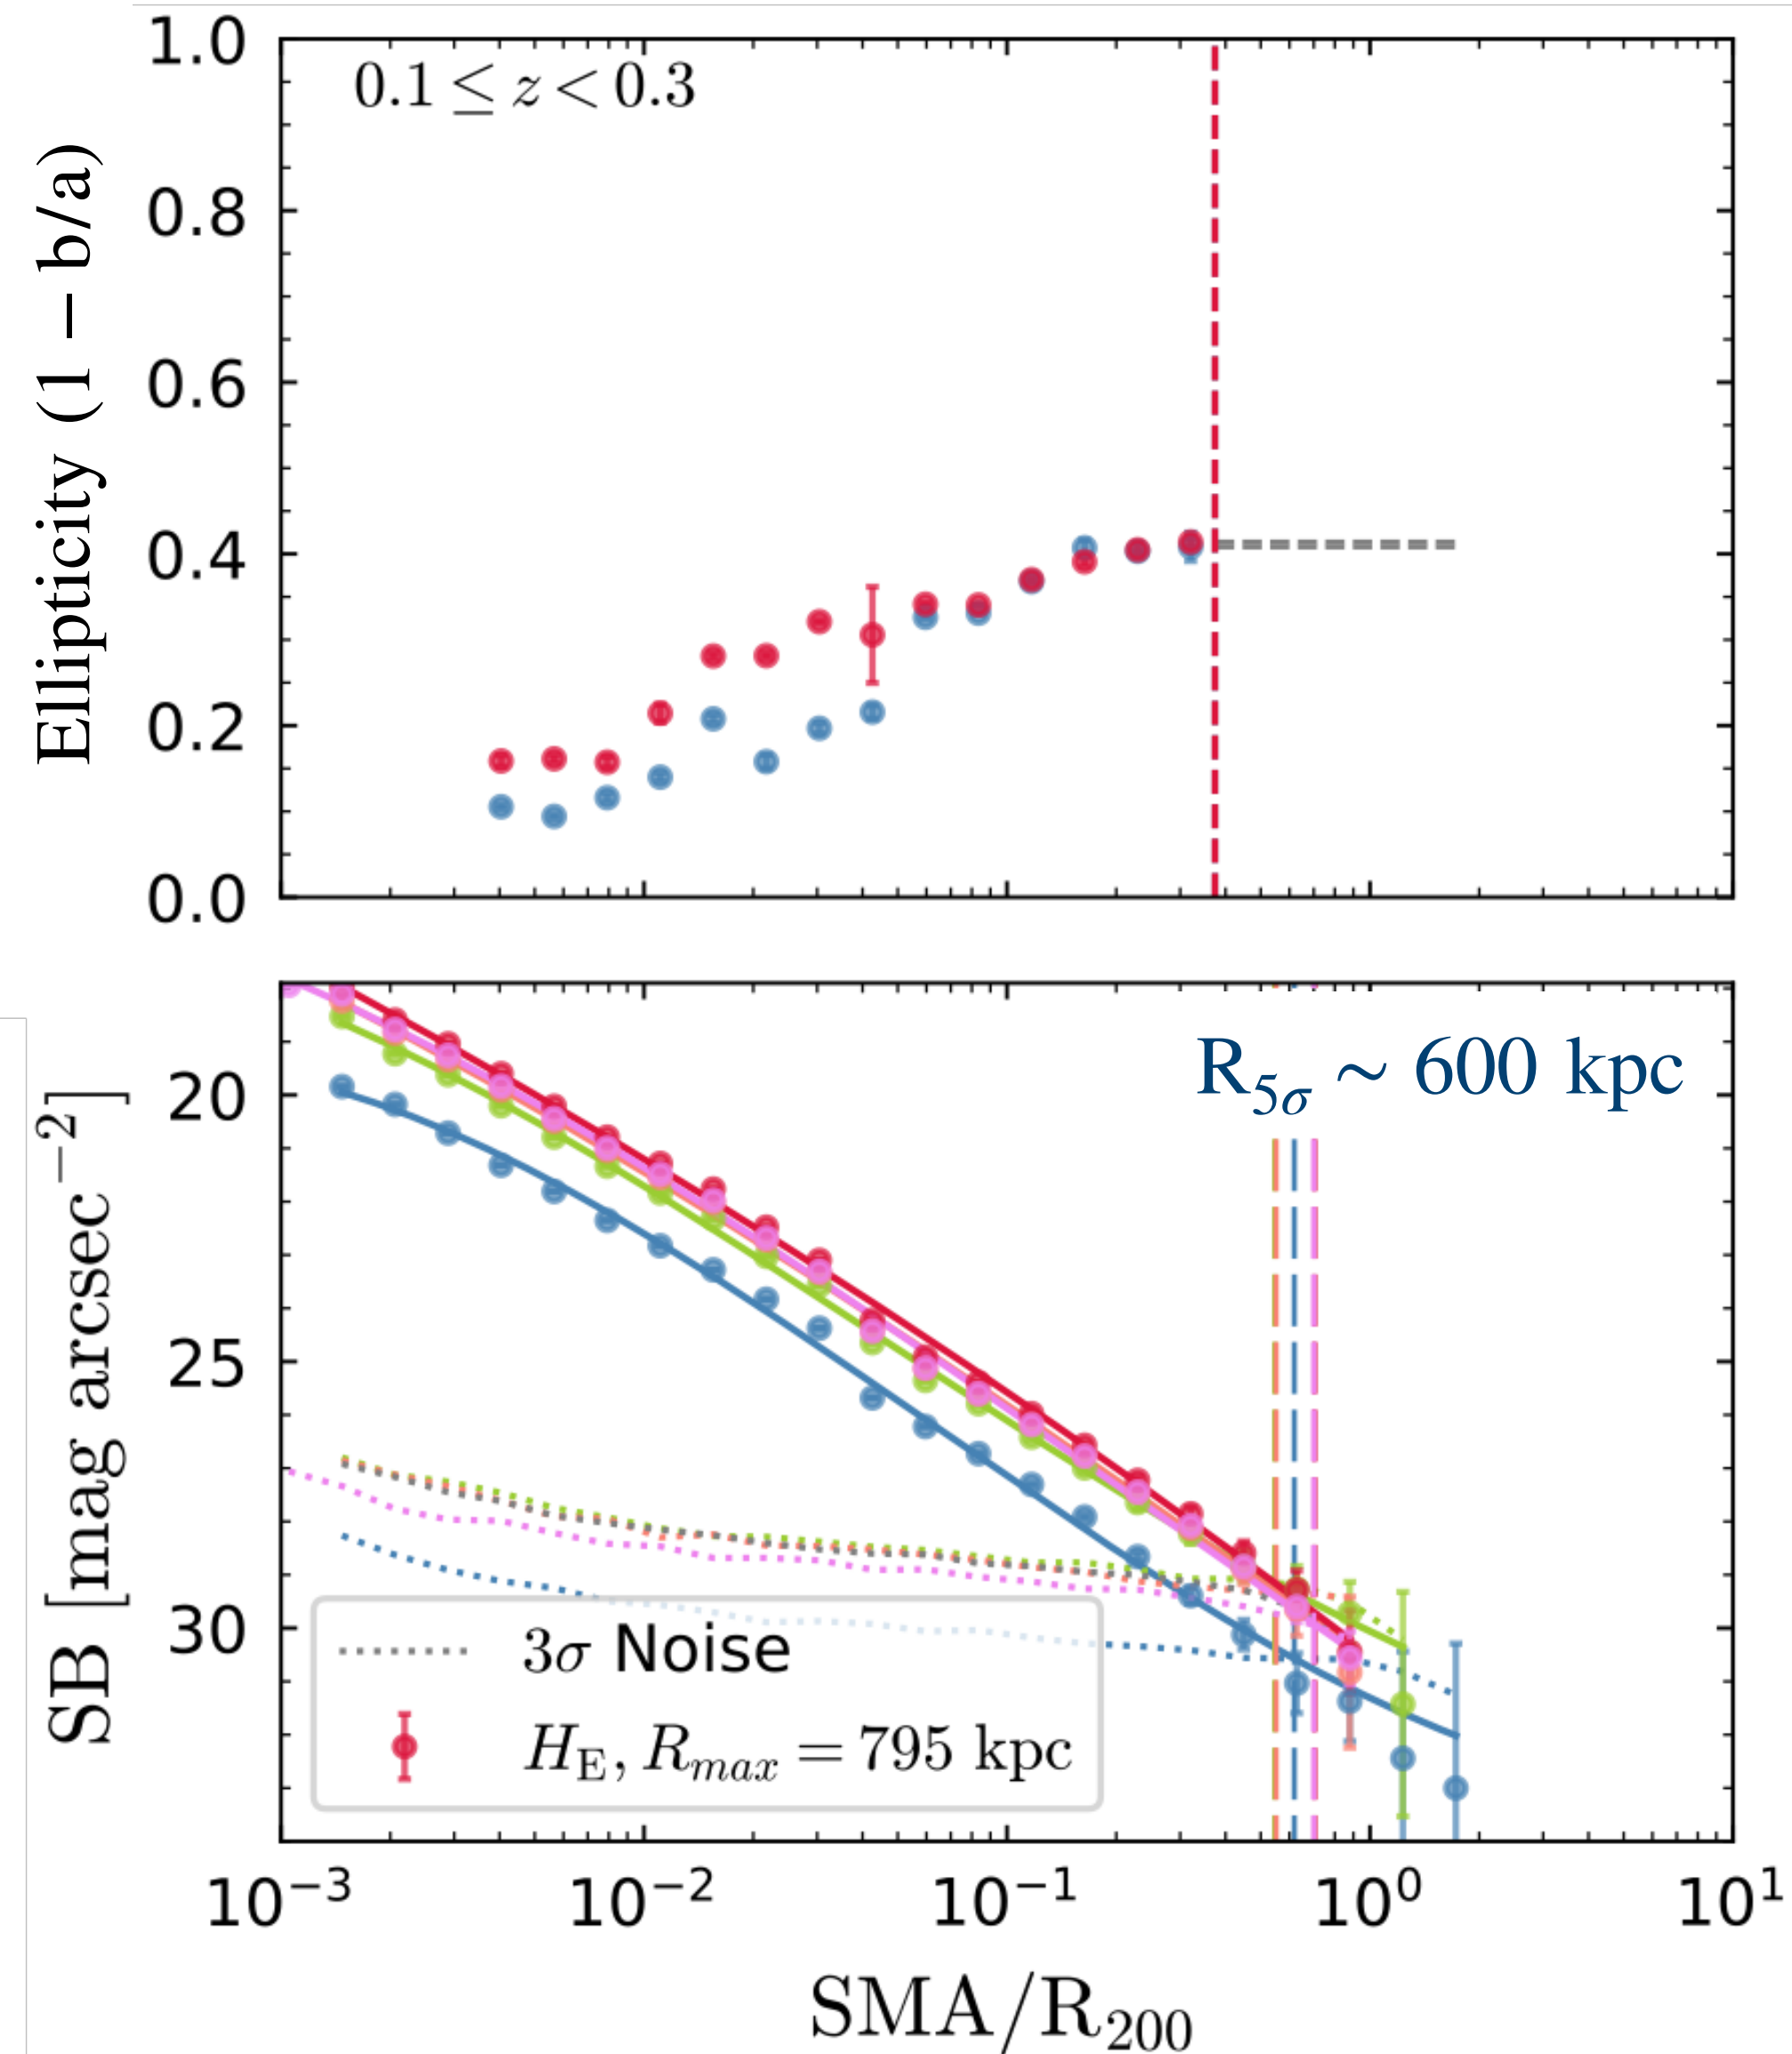 1.0
0.1 ≤ z < 0.3
0.8
0.6
0.4
0.2
0.0
Ellipticity (1 − b/a)
R5σ ~ 600 kpc
20
25
30
SB [mag arcsec⁻²]
3σ Noise
H_E, R_max = 795 kpc
10⁻³ 10⁻² 10⁻¹ 10⁰ 10¹
SMA/R₂₀₀